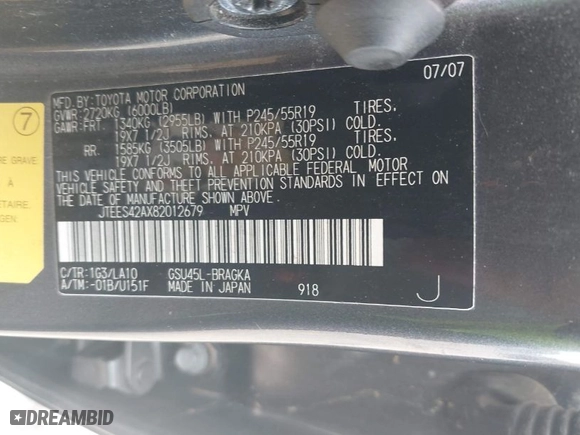 07/07
MFD.BY:TOYOTA MOTOR CORPORATION
GVWR:2720KG (6000LB)
GAWR:FRT. 1340KG (2955LB) WITH P245/55R19 TIRES,
19X7 1/2J RIMS. AT 210KPA (30PSI) COLD.
RR. 1585KG (3505LB) WITH P245/55R19 TIRES,
19X7 1/2J RIMS. AT 210KPA (30PSI) COLD.
THIS VEHICLE CONFORMS TO ALL APPLICABLE FEDERAL MOTOR
VEHICLE SAFETY AND THEFT PREVENTION STANDARDS IN EFFECT ON
THE DATE OF MANUFACTURE SHOWN ABOVE.
JTEES42AX82012679 MPV
C/TR:1G3/LA10 GSU45L-BRAGKA
A/TM:-01B/U151F MADE IN JAPAN 918 J
7
RE GRAVE
À
ÉTAIRE.
GEN:
DREAMBID